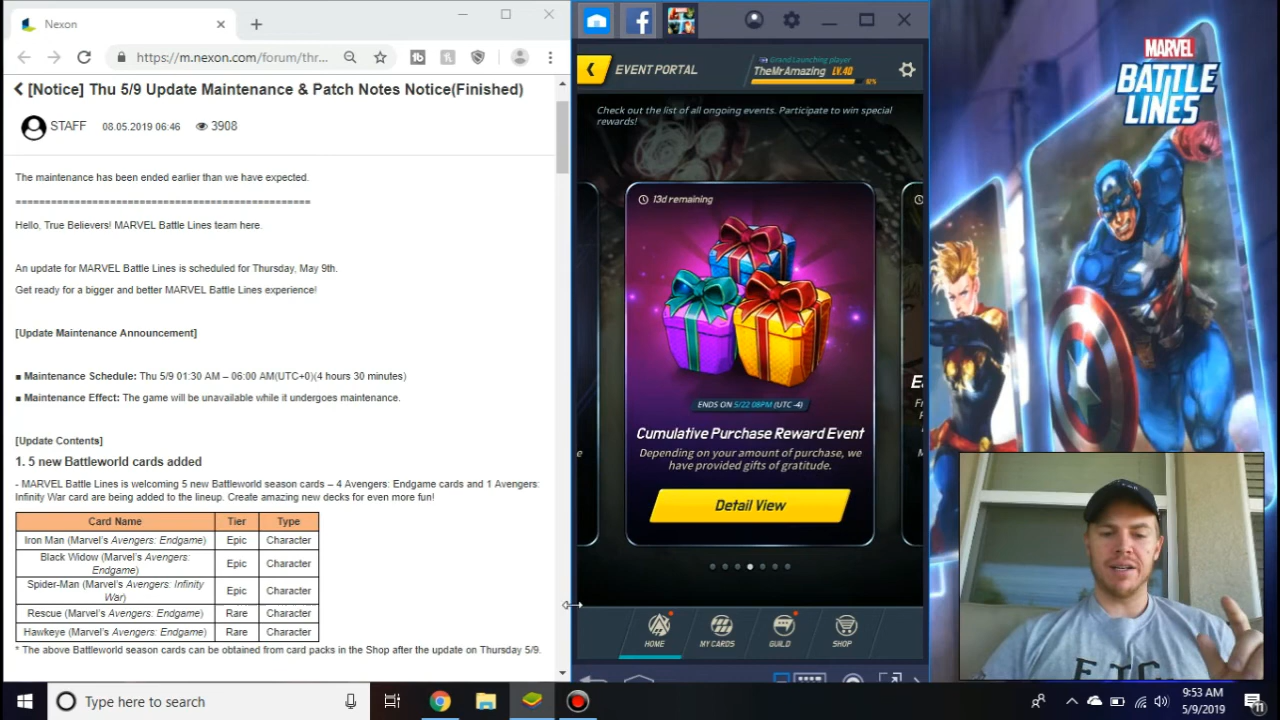 Nexon
https://m.nexon.com/forum/thr...
[Notice] Thu 5/9 Update Maintenance & Patch Notes Notice(Finished)
STAFF 08.05.2019 06:46 3908
The maintenance has been ended earlier than we have expected.
==================================================
Hello, True Believers! MARVEL Battle Lines team here.
An update for MARVEL Battle Lines is scheduled for Thursday, May 9th.
Get ready for a bigger and better MARVEL Battle Lines experience!
[Update Maintenance Announcement]
■ Maintenance Schedule: Thu 5/9 01:30 AM – 06:00 AM(UTC+0)(4 hours 30 minutes)
■ Maintenance Effect: The game will be unavailable while it undergoes maintenance.
[Update Contents]
1. 5 new Battleworld cards added
- MARVEL Battle Lines is welcoming 5 new Battleworld season cards – 4 Avengers: Endgame cards and 1 Avengers:
Infinity War card are being added to the lineup. Create amazing new decks for even more fun!
Card Name Tier Type
Iron Man (Marvel's Avengers: Endgame) Epic Character
Black Widow (Marvel's Avengers:
Endgame) Epic Character
Spider-Man (Marvel's Avengers: Infinity
War) Epic Character
Rescue (Marvel's Avengers: Endgame) Rare Character
Hawkeye (Marvel's Avengers: Endgame) Rare Character
* The above Battleworld season cards can be obtained from card packs in the Shop after the update on Thursday 5/9.
EVENT PORTAL
Grand Launching player
TheMrAmazing LV.40
Check out the list of all ongoing events. Participate to win special
rewards!
13d remaining
ENDS ON 5/22 08PM (UTC -4)
Cumulative Purchase Reward Event
Depending on your amount of purchase, we
have provided gifts of gratitude.
Detail View
HOME MY CARDS GUILD SHOP
MARVEL
BATTLE
LINES
Type here to search
9:53 AM
5/9/2019
11